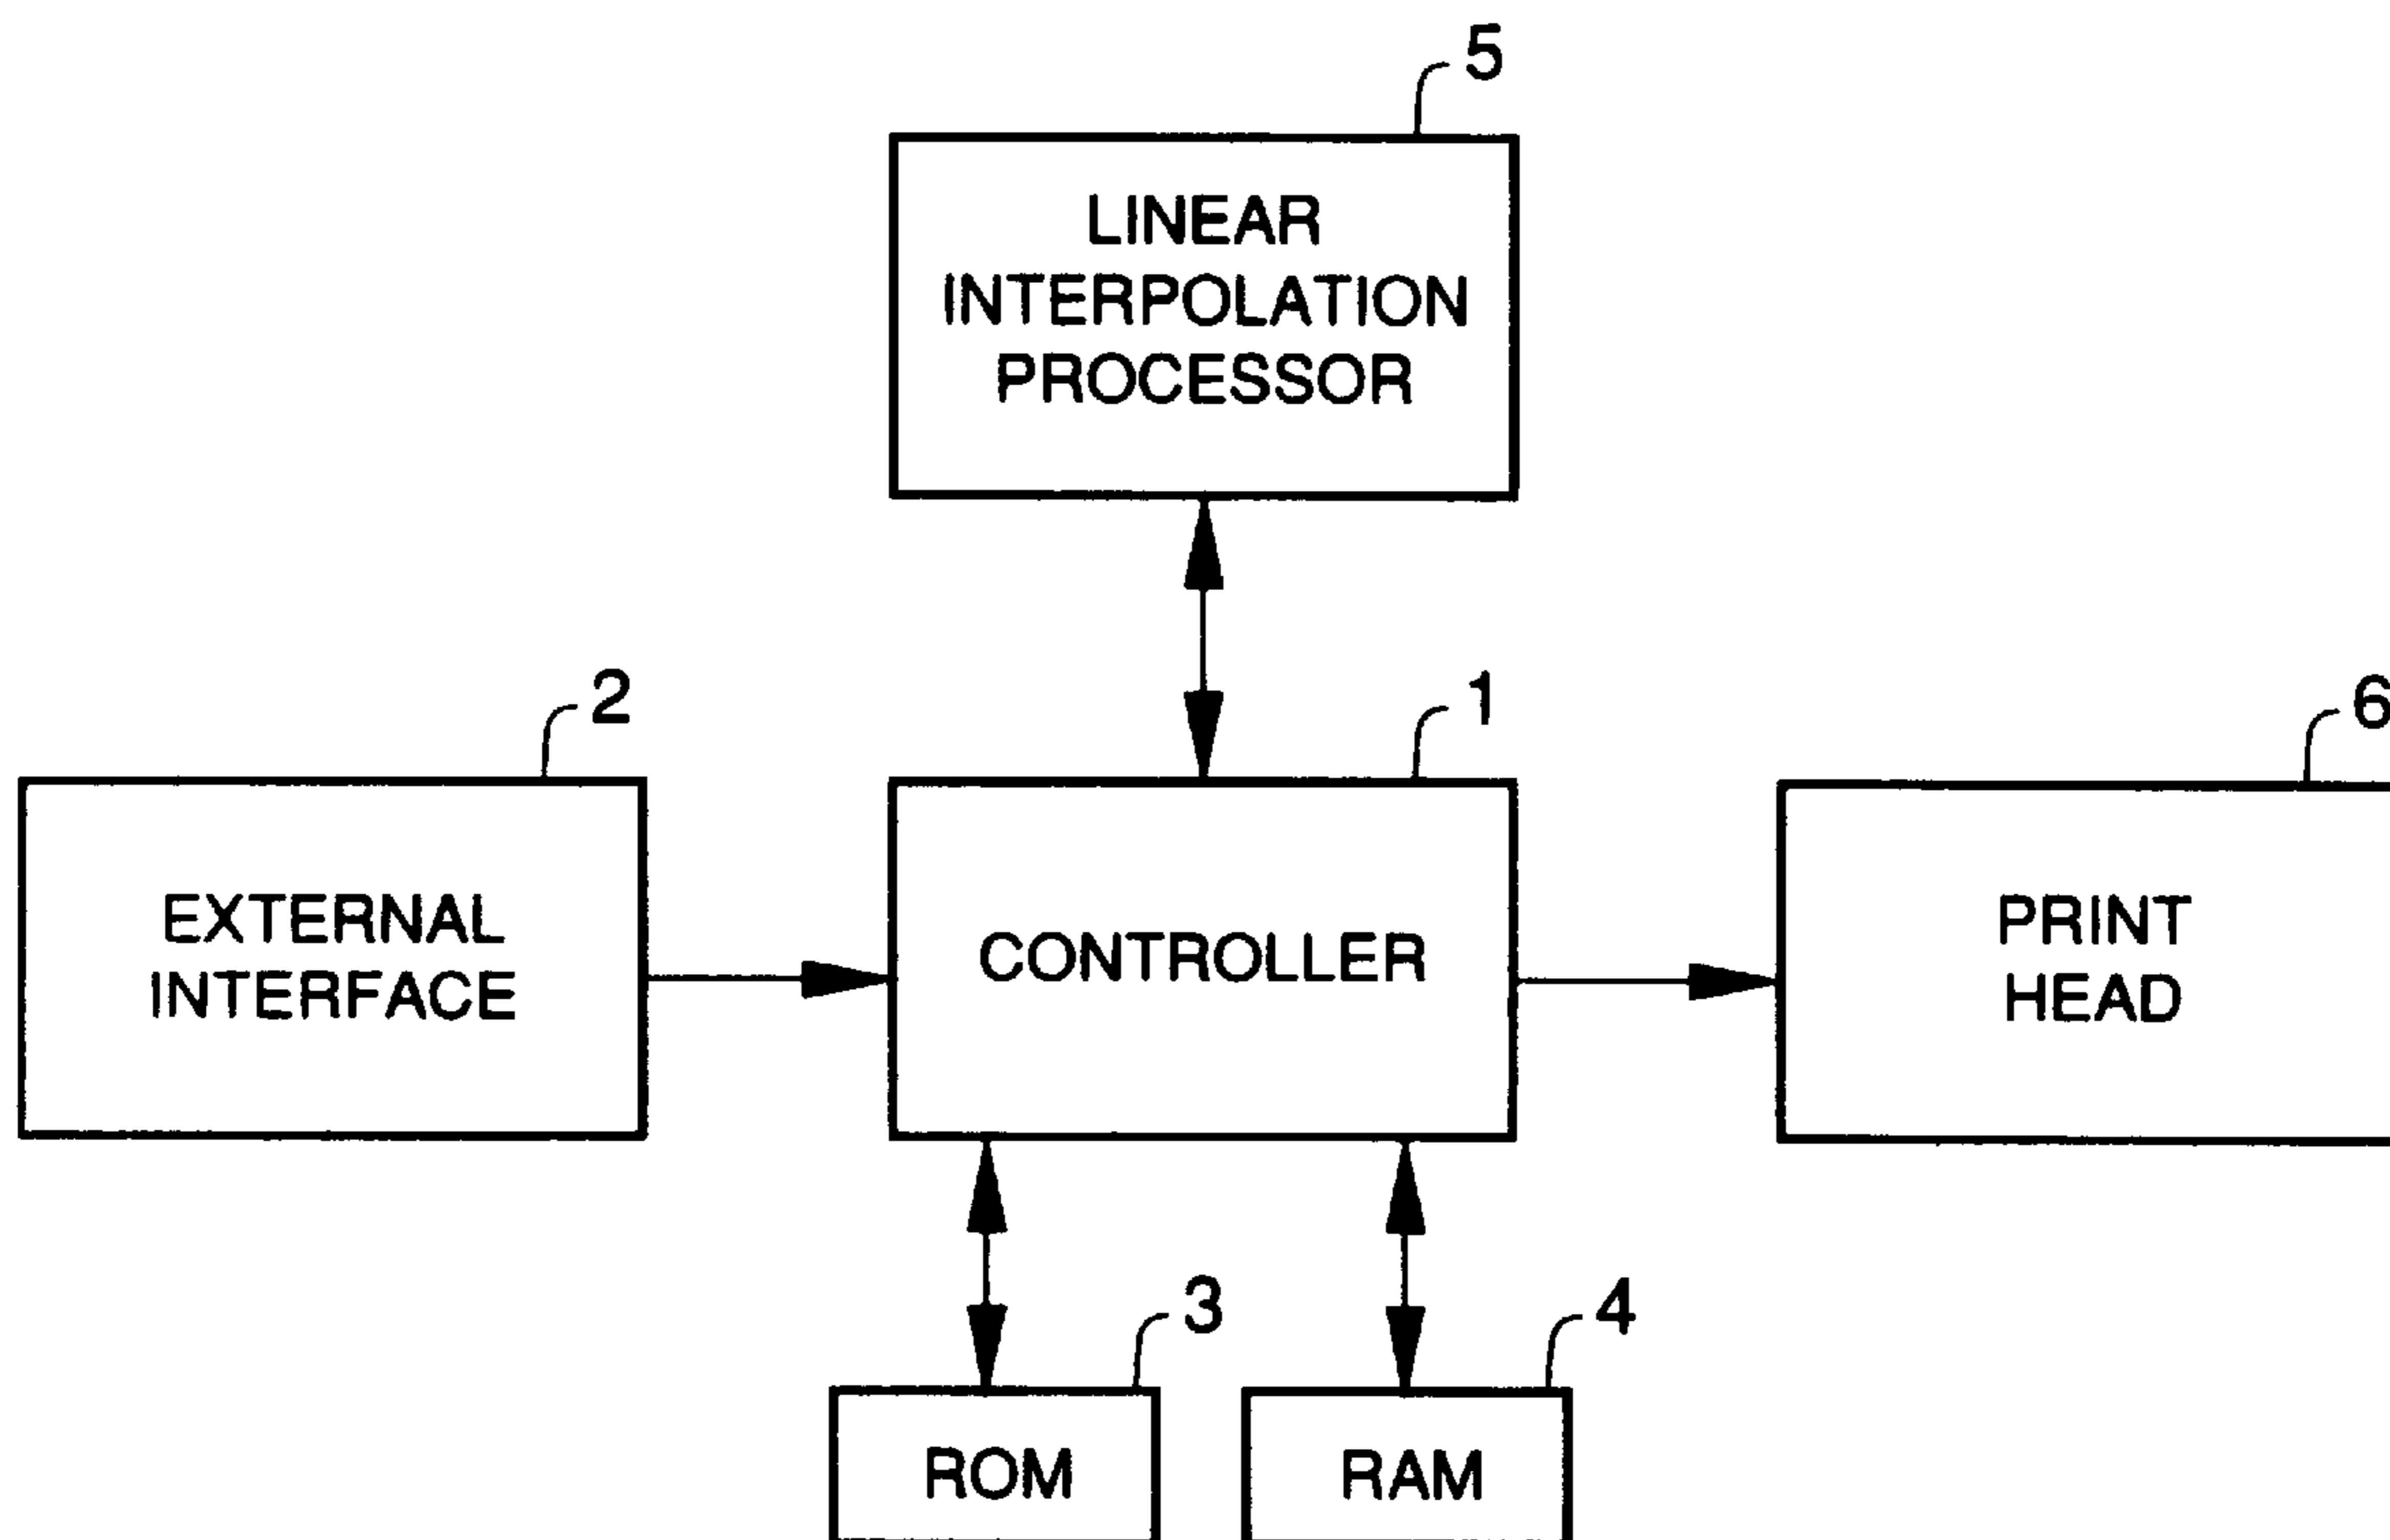 5
LINEAR
INTERPOLATION
PROCESSOR
2
1
6
EXTERNAL
INTERFACE
CONTROLLER
PRINT
HEAD
3
4
ROM
RAM